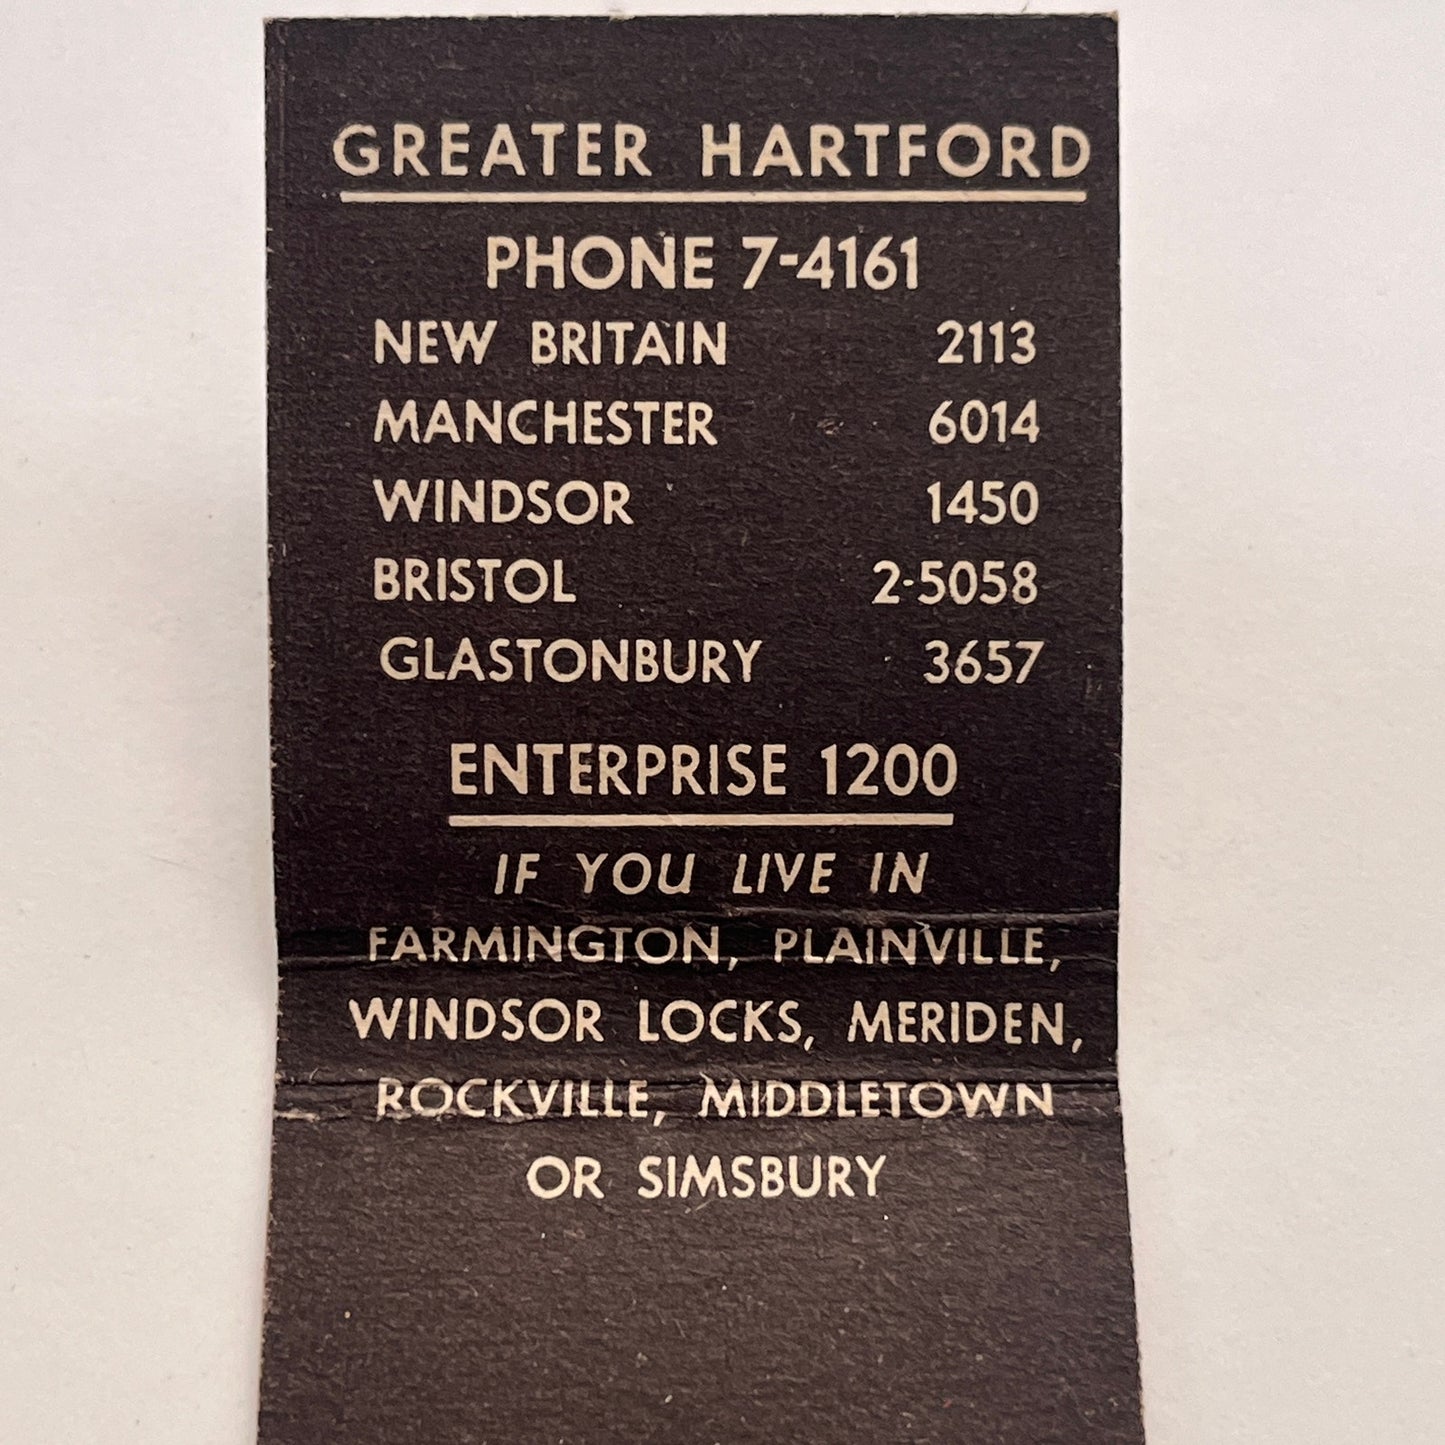 GREATER HARTFORD
PHONE 7-4161
NEW BRITAIN 2113
MANCHESTER 6014
WINDSOR 1450
BRISTOL 2-5058
GLASTONBURY 3657
ENTERPRISE 1200
IF YOU LIVE IN
FARMINGTON, PLAINVILLE,
WINDSOR LOCKS, MERIDEN,
ROCKVILLE, MIDDLETOWN
OR SIMSBURY